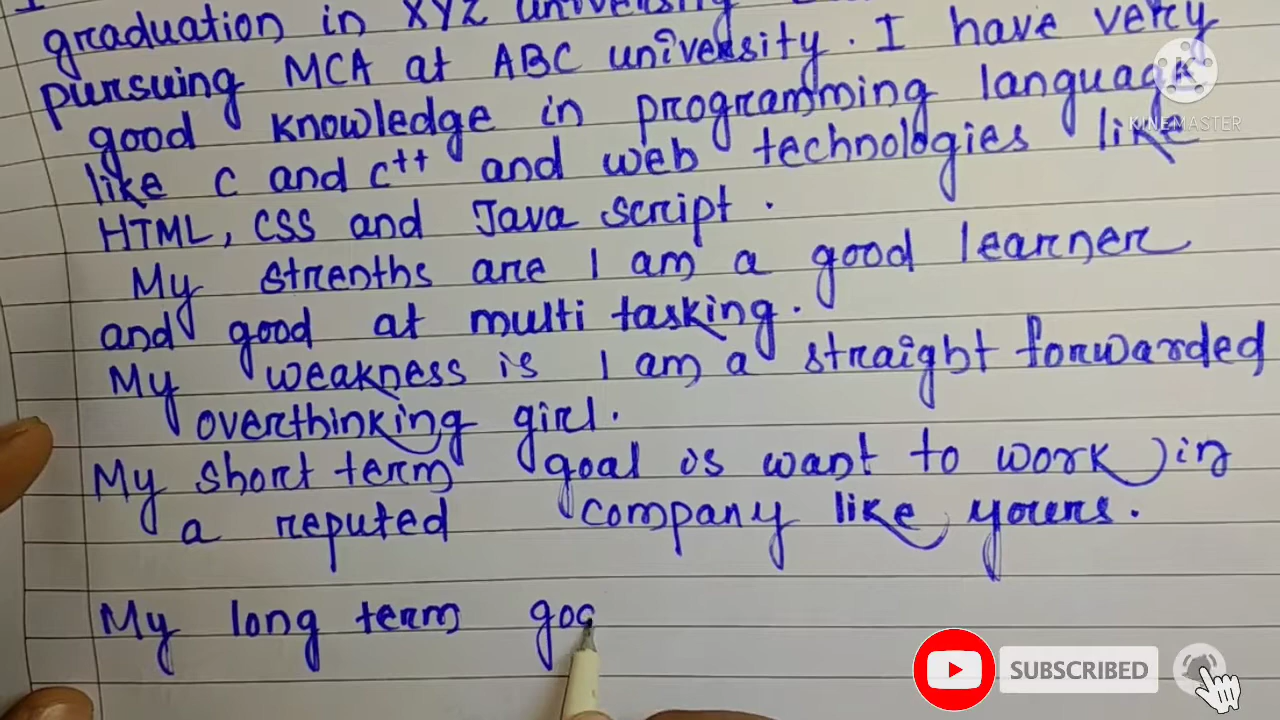 graduation in XYZ university
pursuing MCA at ABC university. I have very
good knowledge in programming language
like C and C++ and web technologies like
HTML, CSS and Java script.
My strenths are I am a good learner
and good at multi tasking.
My weakness is I am a straight forwarded
overthinking girl.
My short term goal is want to work in
a reputed company like yours.
My long term goa
KINEMASTER
SUBSCRIBED